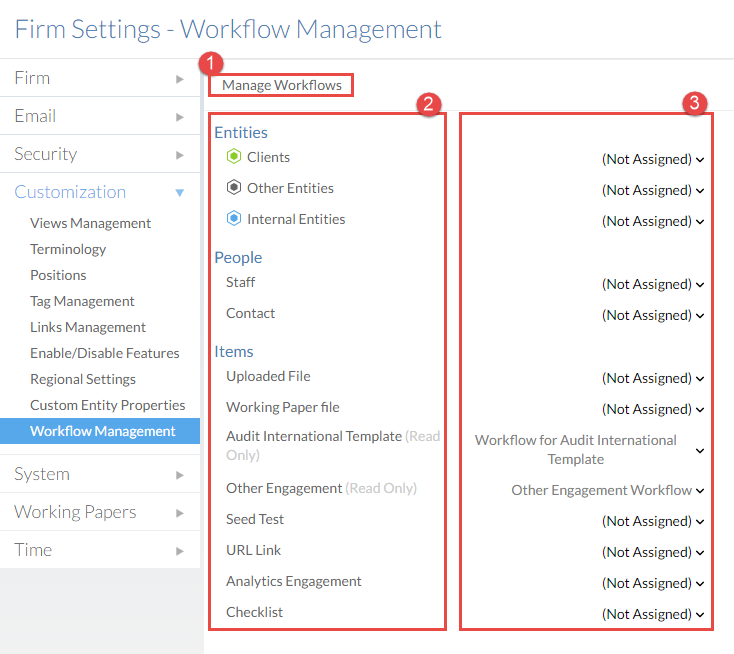 Firm Settings - Workflow Management
Firm
Email
Security
Customization
Views Management
Terminology
Positions
Tag Management
Links Management
Enable/Disable Features
Regional Settings
Custom Entity Properties
Workflow Management
System
Working Papers
Time
1
Manage Workflows
2
3
Entities
Clients (Not Assigned)
Other Entities (Not Assigned)
Internal Entities (Not Assigned)
People
Staff (Not Assigned)
Contact (Not Assigned)
Items
Uploaded File (Not Assigned)
Working Paper file (Not Assigned)
Audit International Template (Read
Only)
Workflow for Audit International
Template
Other Engagement (Read Only) Other Engagement Workflow
Seed Test (Not Assigned)
URL Link (Not Assigned)
Analytics Engagement (Not Assigned)
Checklist (Not Assigned)